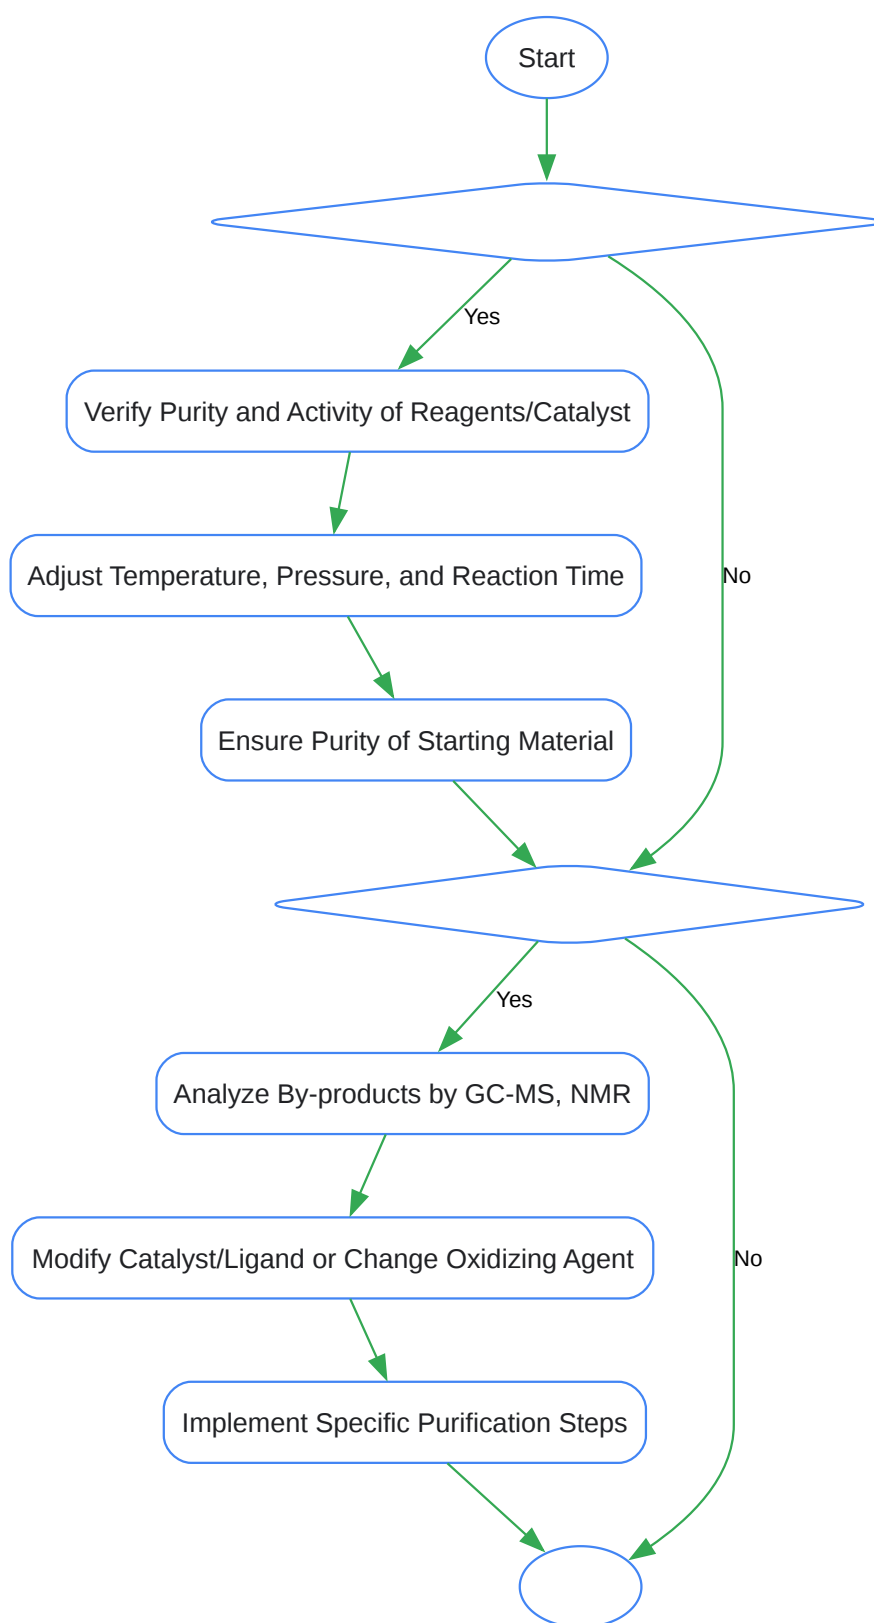 Start
Yes
Verify Purity and Activity of Reagents/Catalyst
Adjust Temperature, Pressure, and Reaction Time
No
Ensure Purity of Starting Material
Yes
Analyze By-products by GC-MS, NMR
Modify Catalyst/Ligand or Change Oxidizing Agent
No
Implement Specific Purification Steps